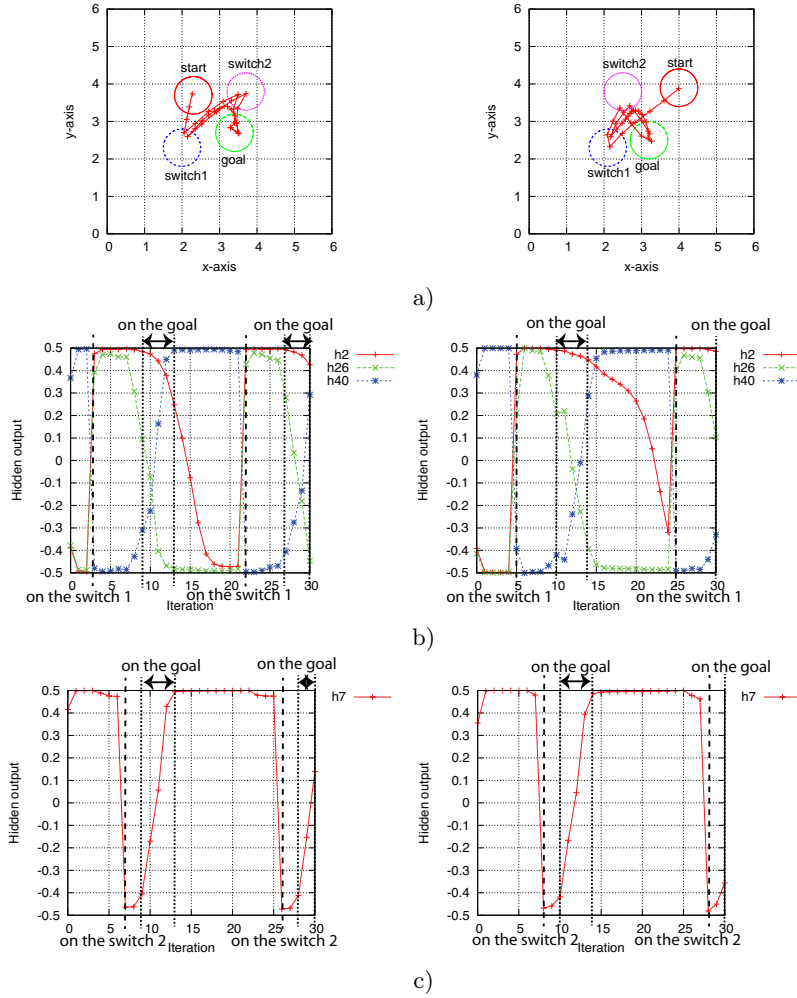 6
5
4
3
2
1
0
y-axis
start
switch2
switch1
goal
0 1 2 3 4 5 6
x-axis
6
5
4
3
2
1
0
y-axis
switch2
start
switch1
goal
0 1 2 3 4 5 6
x-axis
a)
on the goal on the goal
0.5
0.4
0.3
0.2
0.1
0
-0.1
-0.2
-0.3
-0.4
-0.5
Hidden output
h2
h26
h40
0 5 10 15 20 25 30
on the switch 1 Iteration on the switch 1
on the goal on the goal
0.5
0.4
0.3
0.2
0.1
0
-0.1
-0.2
-0.3
-0.4
-0.5
Hidden output
h2
h26
h40
0 5 10 15 20 25 30
on the switch 1 Iteration on the switch 1
b)
on the goal on the goal
0.5
0.4
0.3
0.2
0.1
0
-0.1
-0.2
-0.3
-0.4
-0.5
Hidden output
h7
0 5 10 15 20 25 30
on the switch 2 Iteration on the switch 2
on the goal on the goal
0.5
0.4
0.3
0.2
0.1
0
-0.1
-0.2
-0.3
-0.4
-0.5
Hidden output
h7
0 5 10 15 20 25 30
on the switch 2 Iteration on the switch 2
c)